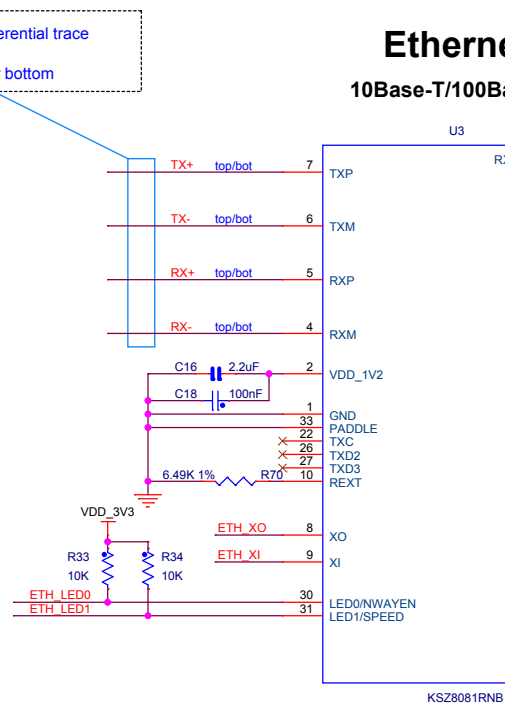 erential trace
bottom
Etherne
10Base-T/100Ba
U3
RX
TX+ top/bot 7 TXP
TX- top/bot 6 TXM
RX+ top/bot 5 RXP
RX- top/bot 4 RXM
C16 2.2uF 2 VDD_1V2
C18 100nF
1 GND
33 PADDLE
22 TXC
26 TXD2
27 TXD3
6.49K 1% R70 10 REXT
VDD_3V3
ETH_XO 8 XO
ETH_XI 9 XI
R33 R34
10K 10K
ETH_LED0 30 LED0/NWAYEN
ETH_LED1 31 LED1/SPEED
KSZ8081RNB